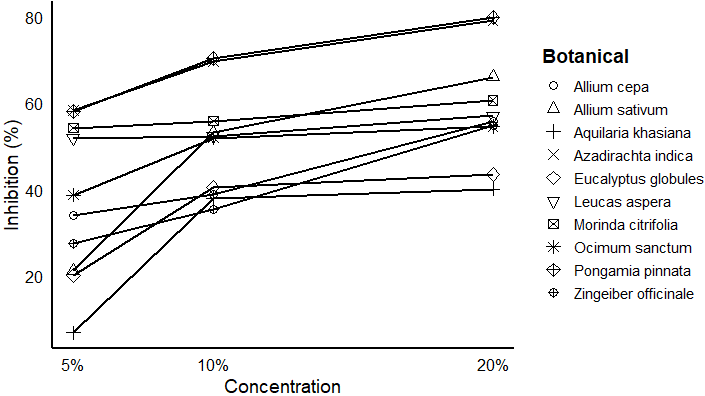 80
60
40
20
Inhibition (%)
5%
10%
20%
Concentration
Botanical
Allium cepa
Allium sativum
Aquilaria khasiana
Azadirachta indica
Eucalyptus globules
Leucas aspera
Morinda citrifolia
Ocimum sanctum
Pongamia pinnata
Zingeiber officinale